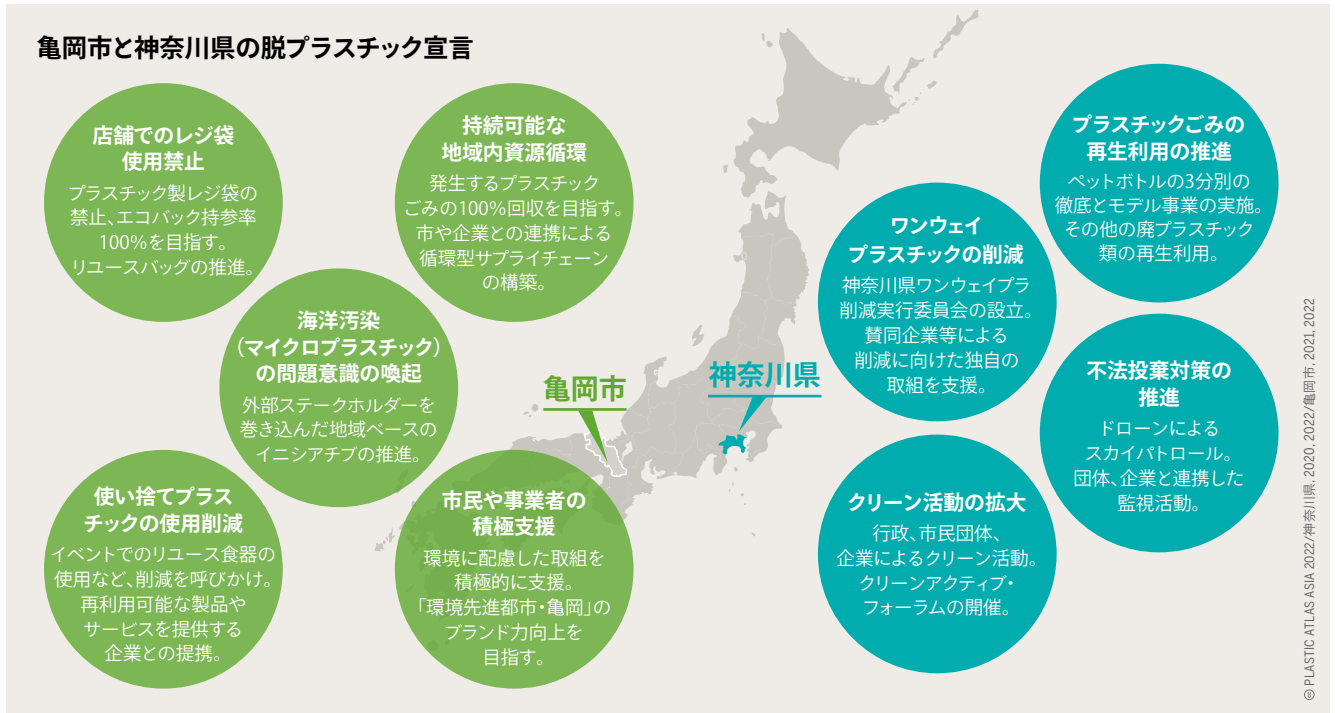 亀岡市と神奈川県の脱プラスチック宣言
店舗でのレジ袋
使用禁止
プラスチック製レジ袋の
禁止、エコバック持参率
100%を目指す。
リユースバッグの推進。
持続可能な
地域内資源循環
発生するプラスチック
ごみの100%回収を目指す。
市や企業との連携による
循環型サプライチェーン
の構築。
海洋汚染
（マイクロプラスチック）
の問題意識の喚起
外部ステークホルダーを
巻き込んだ地域ベースの
イニシアチブの推進。
使い捨てプラス
チックの使用削減
イベントでのリユース食器の
使用など、削減を呼びかけ。
再利用可能な製品や
サービスを提供する
企業との提携。
市民や事業者の
積極支援
環境に配慮した取組を
積極的に支援。
「環境先進都市・亀岡」の
ブランド力向上を
目指す。
亀岡市
神奈川県
ワンウェイ
プラスチックの削減
神奈川県ワンウェイプラ
削減実行委員会の設立。
賛同企業等による
削減に向けた独自の
取組を支援。
プラスチックごみの
再生利用の推進
ペットボトルの3分別の
徹底とモデル事業の実施。
その他の廃プラスチック
類の再生利用。
不法投棄対策の
推進
ドローンによる
スカイパトロール。
団体、企業と連携した
監視活動。
クリーン活動の拡大
行政、市民団体、
企業によるクリーン活動。
クリーンアクティブ・
フォーラムの開催。
PLASTIC ATLAS ASIA 2022/神奈川県, 2020, 2022/亀岡市, 2021, 2022